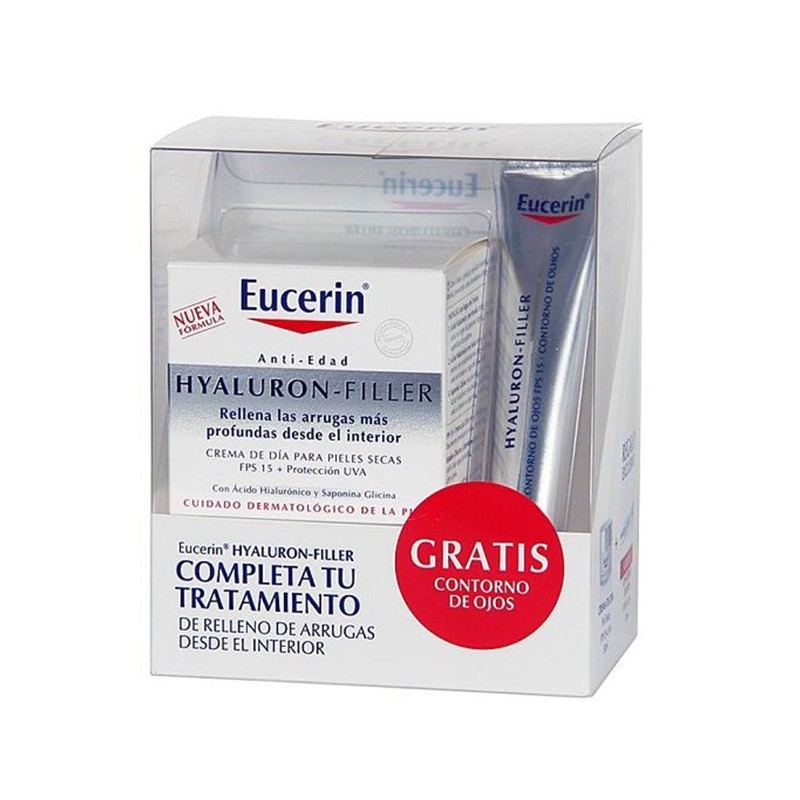 Eucerin
Eucerin
Eucerin®
HYALURON-FILLER
CONTORNO DE OJOS FPS 15 - CONTORNO DE OLHOS
NUEVA
FÓRMULA
Eucerin®
Anti-Edad
HYALURON-FILLER
Rellena las arrugas más
profundas desde el interior
CREMA DE DÍA PARA PIELES SECAS
FPS 15 + Protección UVA
Con Ácido Hialurónico y Saponina Glicina
CUIDADO DERMATOLÓGICO DE LA
Eucerin® HYALURON-FILLER
COMPLETA TU
TRATAMIENTO
DE RELLENO DE ARRUGAS
DESDE EL INTERIOR
GRATIS
CONTORNO
DE OJOS